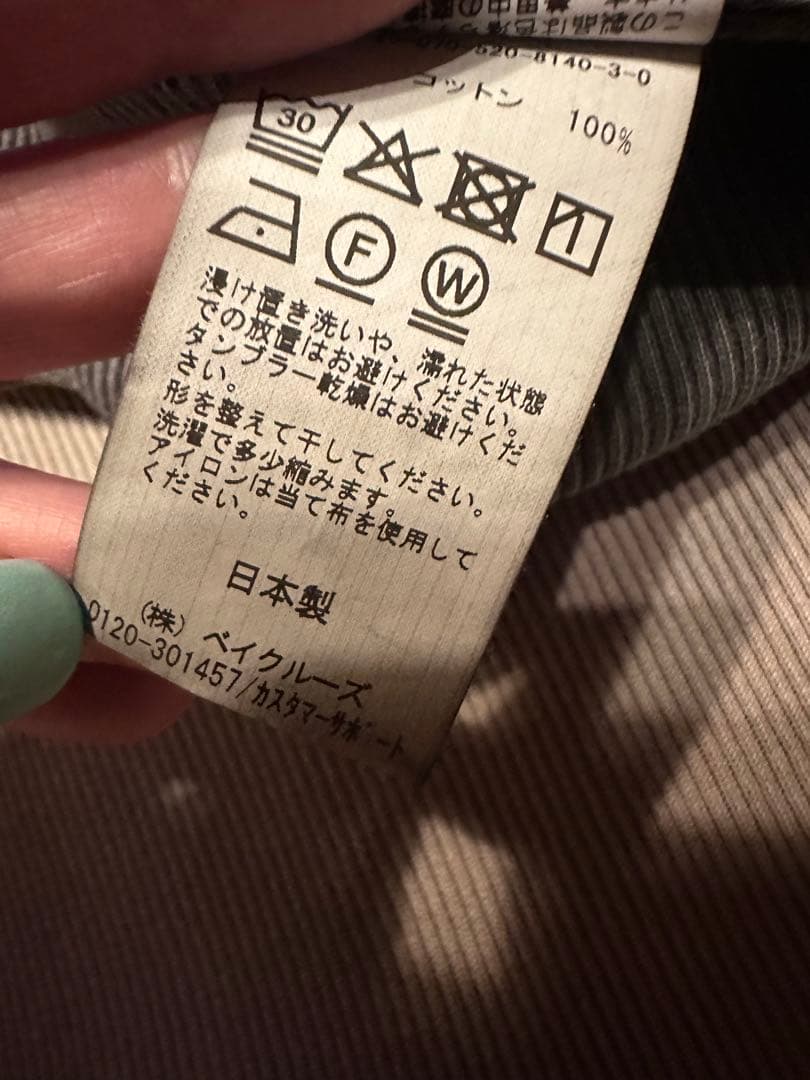 520-8140-3-0
コットン 100%
30
F W
浸け置き洗いや、濡れた状態
での放置はお避けください。
タンブラー乾燥はお避けくだ
さい。
形を整えて干してください。
洗濯で多少縮みます。
アイロンは当て布を使用して
ください。
日本製
(株) ベイクルーズ
0120-301457/カスタマーサポート